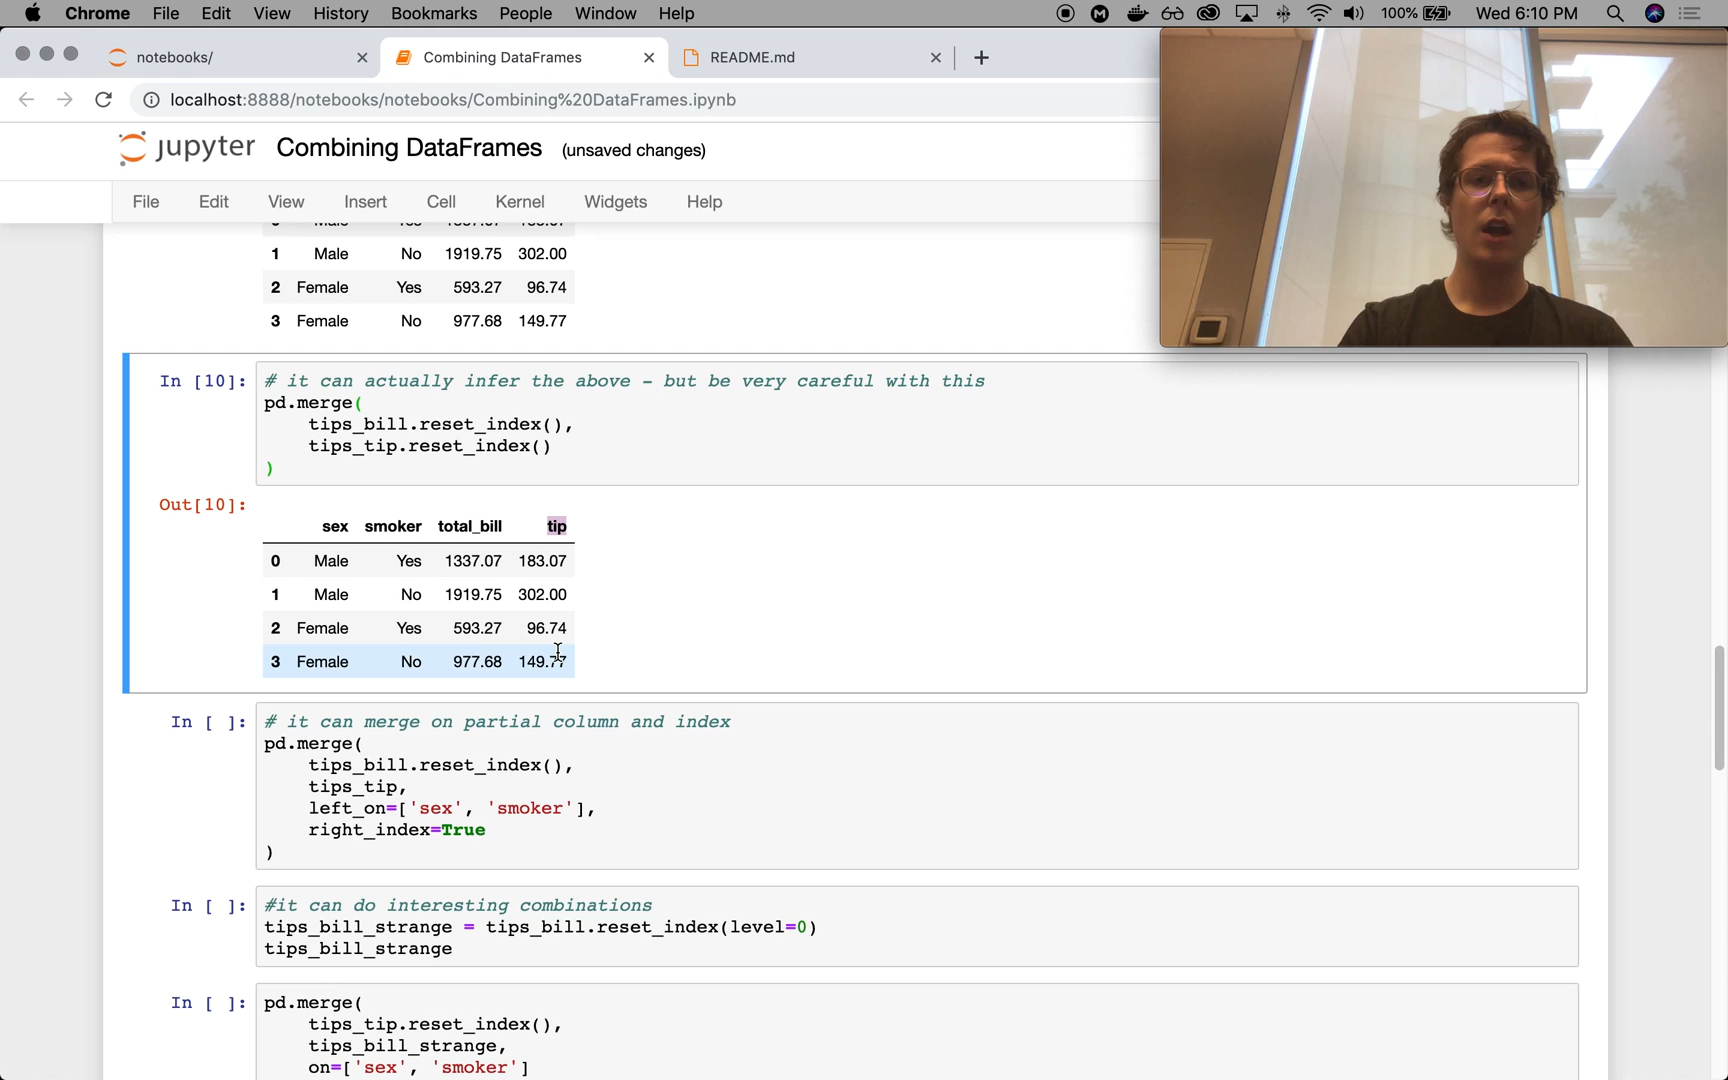 Chrome File Edit View History Bookmarks People Window Help 100% Wed 6:10 PM
notebooks/ Combining DataFrames README.md
localhost:8888/notebooks/notebooks/Combining%20DataFrames.ipynb
jupyter Combining DataFrames (unsaved changes)
File Edit View Insert Cell Kernel Widgets Help
1 Male No 1919.75 302.00
2 Female Yes 593.27 96.74
3 Female No 977.68 149.77
In [10]: # it can actually infer the above – but be very careful with this
pd.merge(
tips_bill.reset_index(),
tips_tip.reset_index()
)
Out[10]:
sex smoker total_bill tip
0 Male Yes 1337.07 183.07
1 Male No 1919.75 302.00
2 Female Yes 593.27 96.74
3 Female No 977.68 149.77
In [ ]: # it can merge on partial column and index
pd.merge(
tips_bill.reset_index(),
tips_tip,
left_on=['sex', 'smoker'],
right_index=True
)
In [ ]: #it can do interesting combinations
tips_bill_strange = tips_bill.reset_index(level=0)
tips_bill_strange
In [ ]: pd.merge(
tips_tip.reset_index(),
tips_bill_strange,
on=['sex', 'smoker']